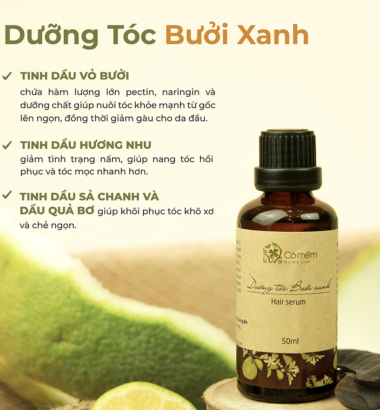 Dưỡng Tóc Bưởi Xanh
TINH DẦU VỎ BƯỞI
chứa hàm lượng lớn pectin, naringin và
dưỡng chất giúp nuôi tóc khỏe mạnh từ gốc
lên ngọn, đồng thời giảm gàu cho da đầu.
TINH DẦU HƯƠNG NHU
giảm tình trạng nấm, giúp nang tóc hồi
phục và tóc mọc nhanh hơn.
TINH DẦU SẢ CHANH VÀ
DẦU QUẢ BƠ giúp khôi phục tóc khô xơ
và chẻ ngọn.
Cỏ mềm
Home Lab
Dưỡng tóc Bưởi xanh
Hair serum
50ml